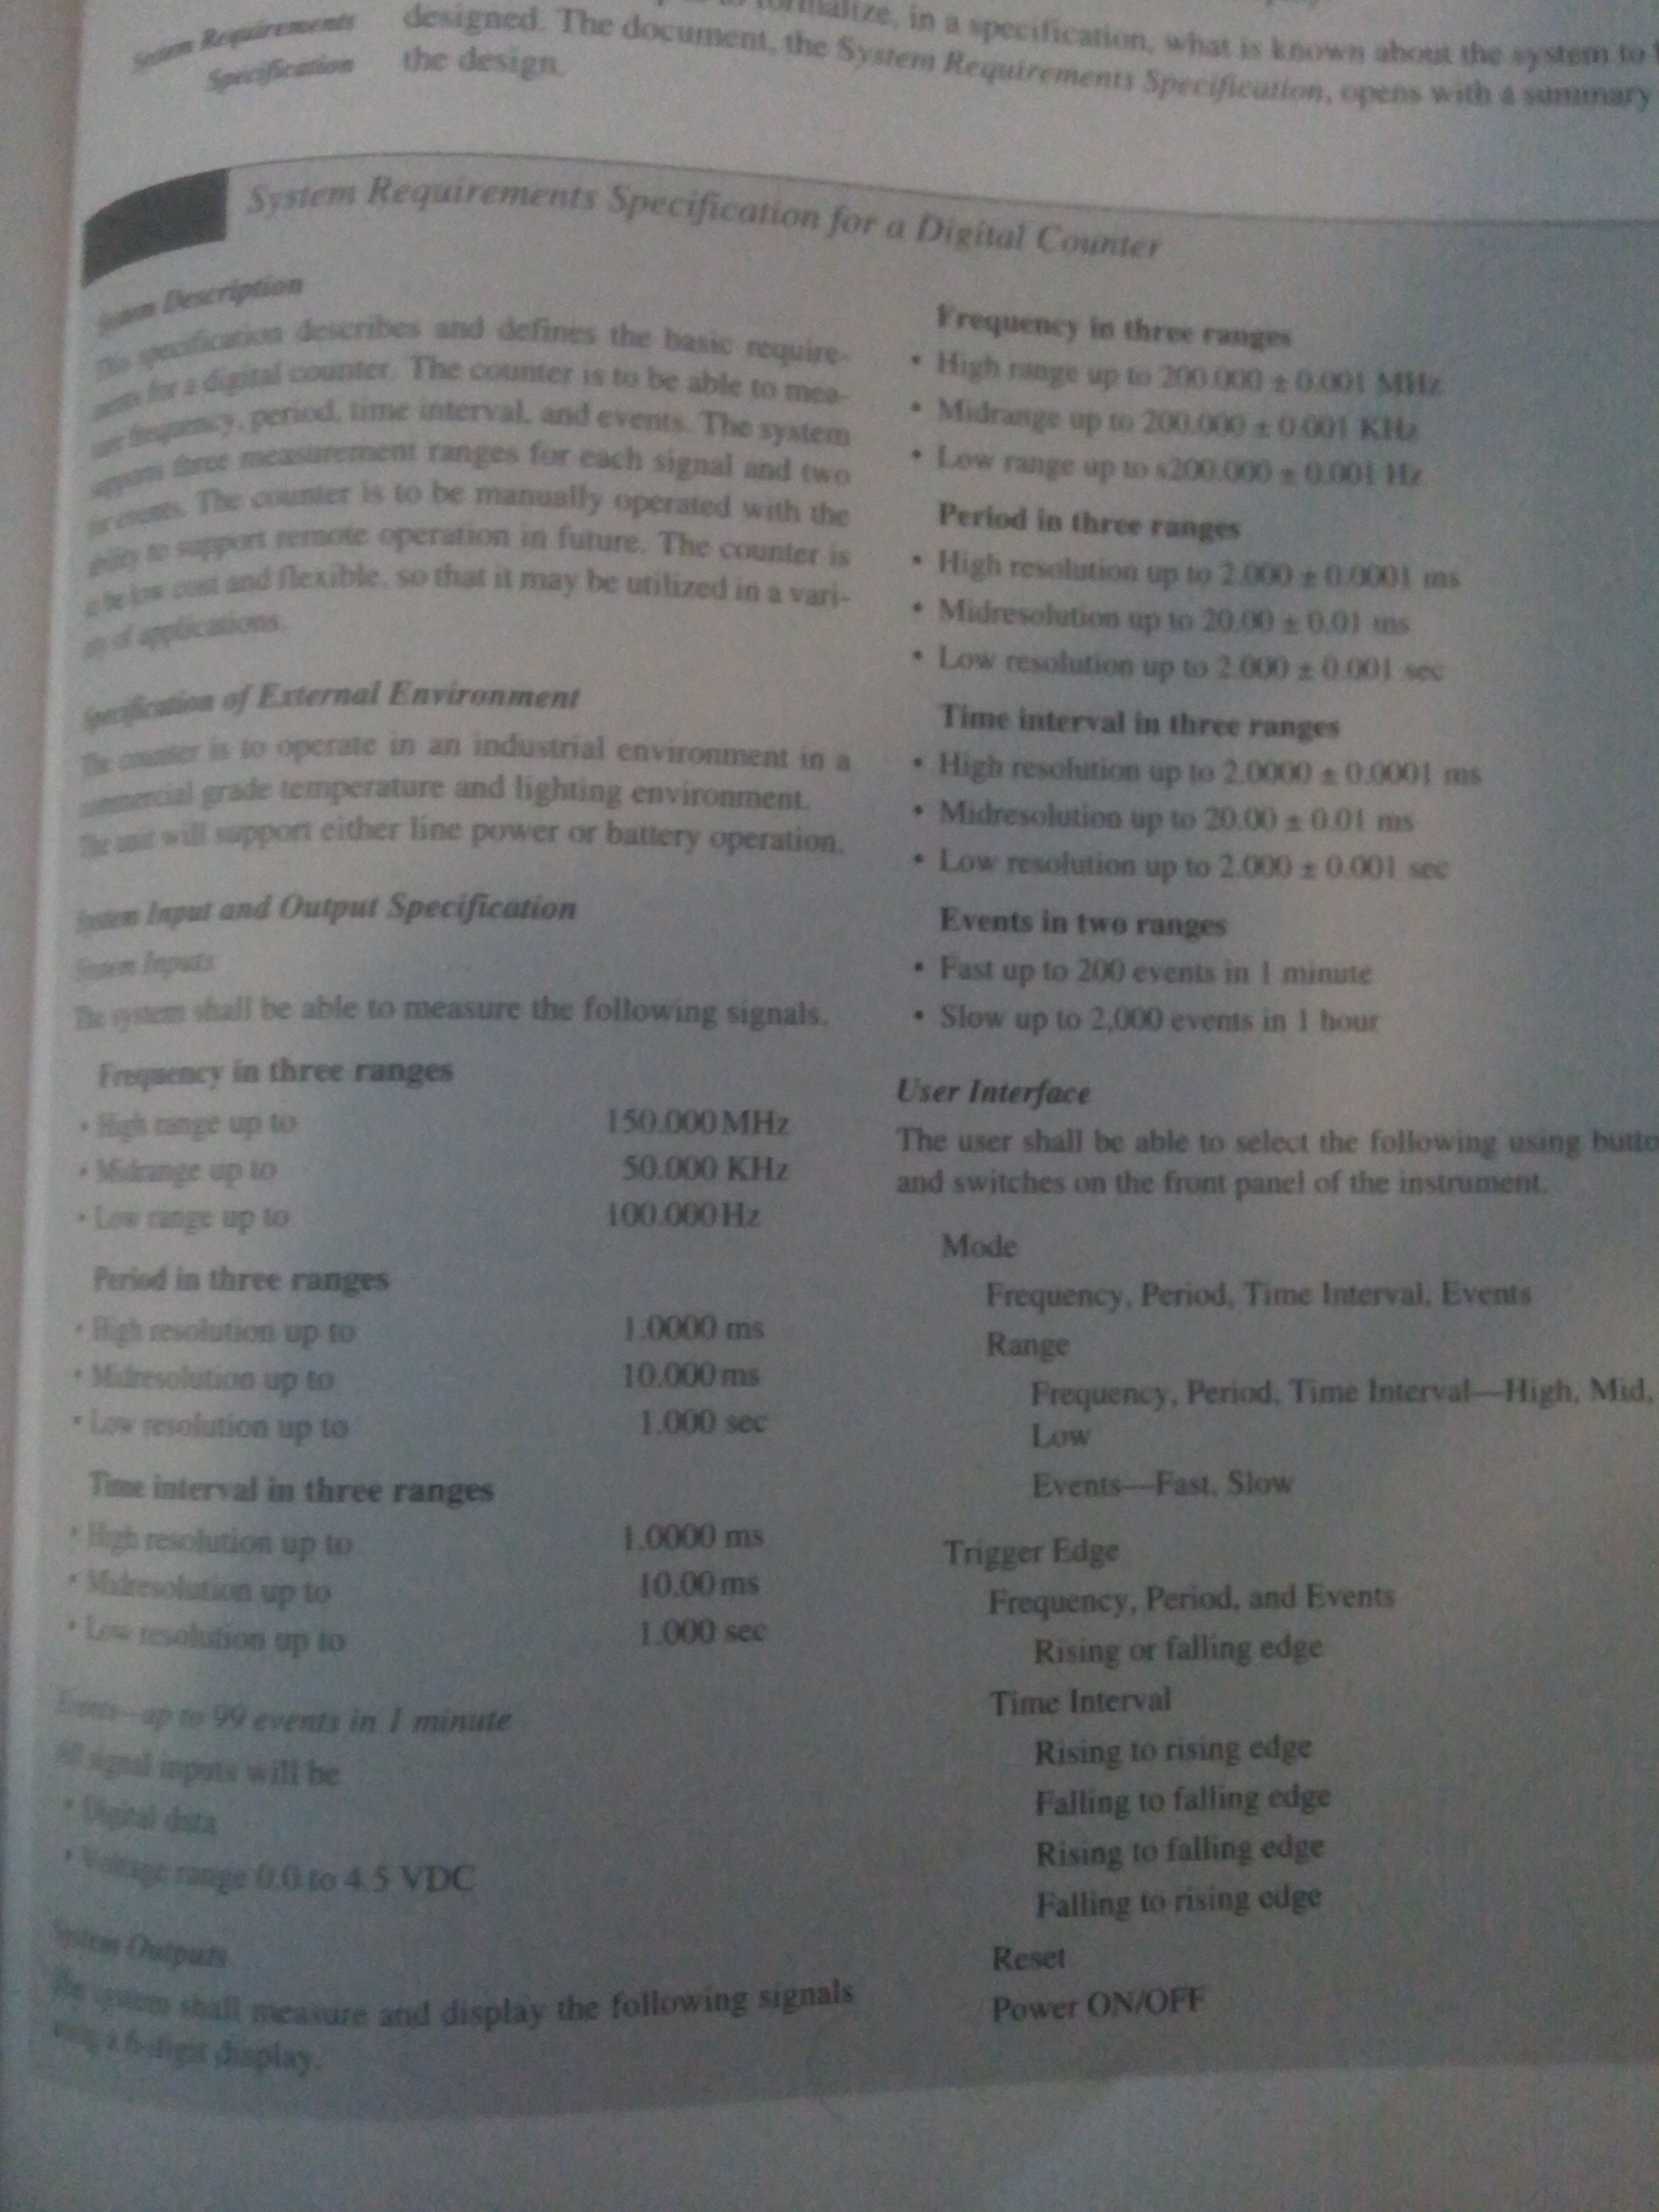 System Requirements
Specification
formalize, in a specification, what is known about the system to
designed. The document, the System Requirements Specification, opens with a summary
the design.
System Requirements Specification for a Digital Counter
System Description
This specification describes and defines the basic require-
ments for a digital counter. The counter is to be able to mea-
sure frequency, period, time interval, and events. The system
supports three measurement ranges for each signal and two
for events. The counter is to be manually operated with the
ability to support remote operation in future. The counter is
to be low cost and flexible, so that it may be utilized in a vari-
ety of applications.
Specification of External Environment
The counter is to operate in an industrial environment in a
commercial grade temperature and lighting environment.
The unit will support either line power or battery operation.
System Input and Output Specification
System Inputs
The system shall be able to measure the following signals.
Frequency in three ranges
• High range up to 150.000 MHz
• Midrange up to 50.000 KHz
• Low range up to 100.000 Hz
Period in three ranges
• High resolution up to 1.0000 ms
• Midresolution up to 10.000 ms
• Low resolution up to 1.000 sec
Time interval in three ranges
• High resolution up to 1.0000 ms
• Midresolution up to 10.00 ms
• Low resolution up to 1.000 sec
Events—up to 99 events in 1 minute
All signal inputs will be
• Digital data
• Voltage range 0.0 to 4.5 VDC
System Outputs
The system shall measure and display the following signals
using a 6-digit display.
Frequency in three ranges
• High range up to 200.000 ± 0.001 MHz
• Midrange up to 200.000 ± 0.001 KHz
• Low range up to s200.000 ± 0.001 Hz
Period in three ranges
• High resolution up to 2.000 ± 0.0001 ms
• Midresolution up to 20.00 ± 0.01 ms
• Low resolution up to 2.000 ± 0.001 sec
Time interval in three ranges
• High resolution up to 2.0000 ± 0.0001 ms
• Midresolution up to 20.00 ± 0.01 ms
• Low resolution up to 2.000 ± 0.001 sec
Events in two ranges
• Fast up to 200 events in 1 minute
• Slow up to 2,000 events in 1 hour
User Interface
The user shall be able to select the following using butto
and switches on the front panel of the instrument.
Mode
Frequency, Period, Time Interval, Events
Range
Frequency, Period, Time Interval—High, Mid,
Low
Events—Fast, Slow
Trigger Edge
Frequency, Period, and Events
Rising or falling edge
Time Interval
Rising to rising edge
Falling to falling edge
Rising to falling edge
Falling to rising edge
Reset
Power ON/OFF